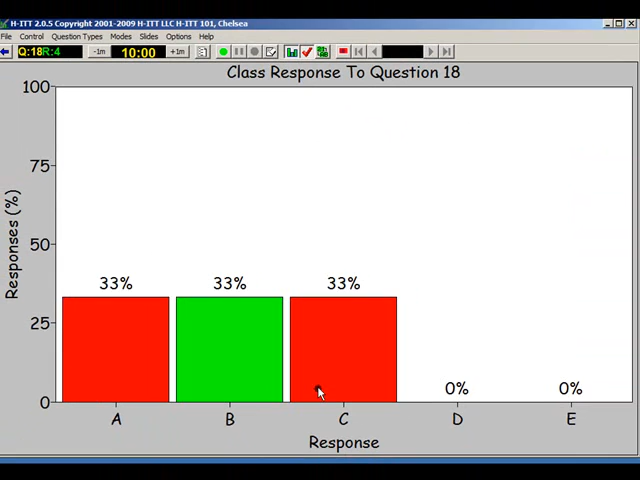 H-ITT 2.0.5 Copyright 2001-2009 H-ITT LLC H-ITT 101, Chelsea
File Control Question Types Modes Slides Options Help
Q:18 R:4 -1m 10:00 +1m
Class Response To Question 18
100
75
50
25
0
Responses (%)
33% 33% 33% 0% 0%
A B C D E
Response